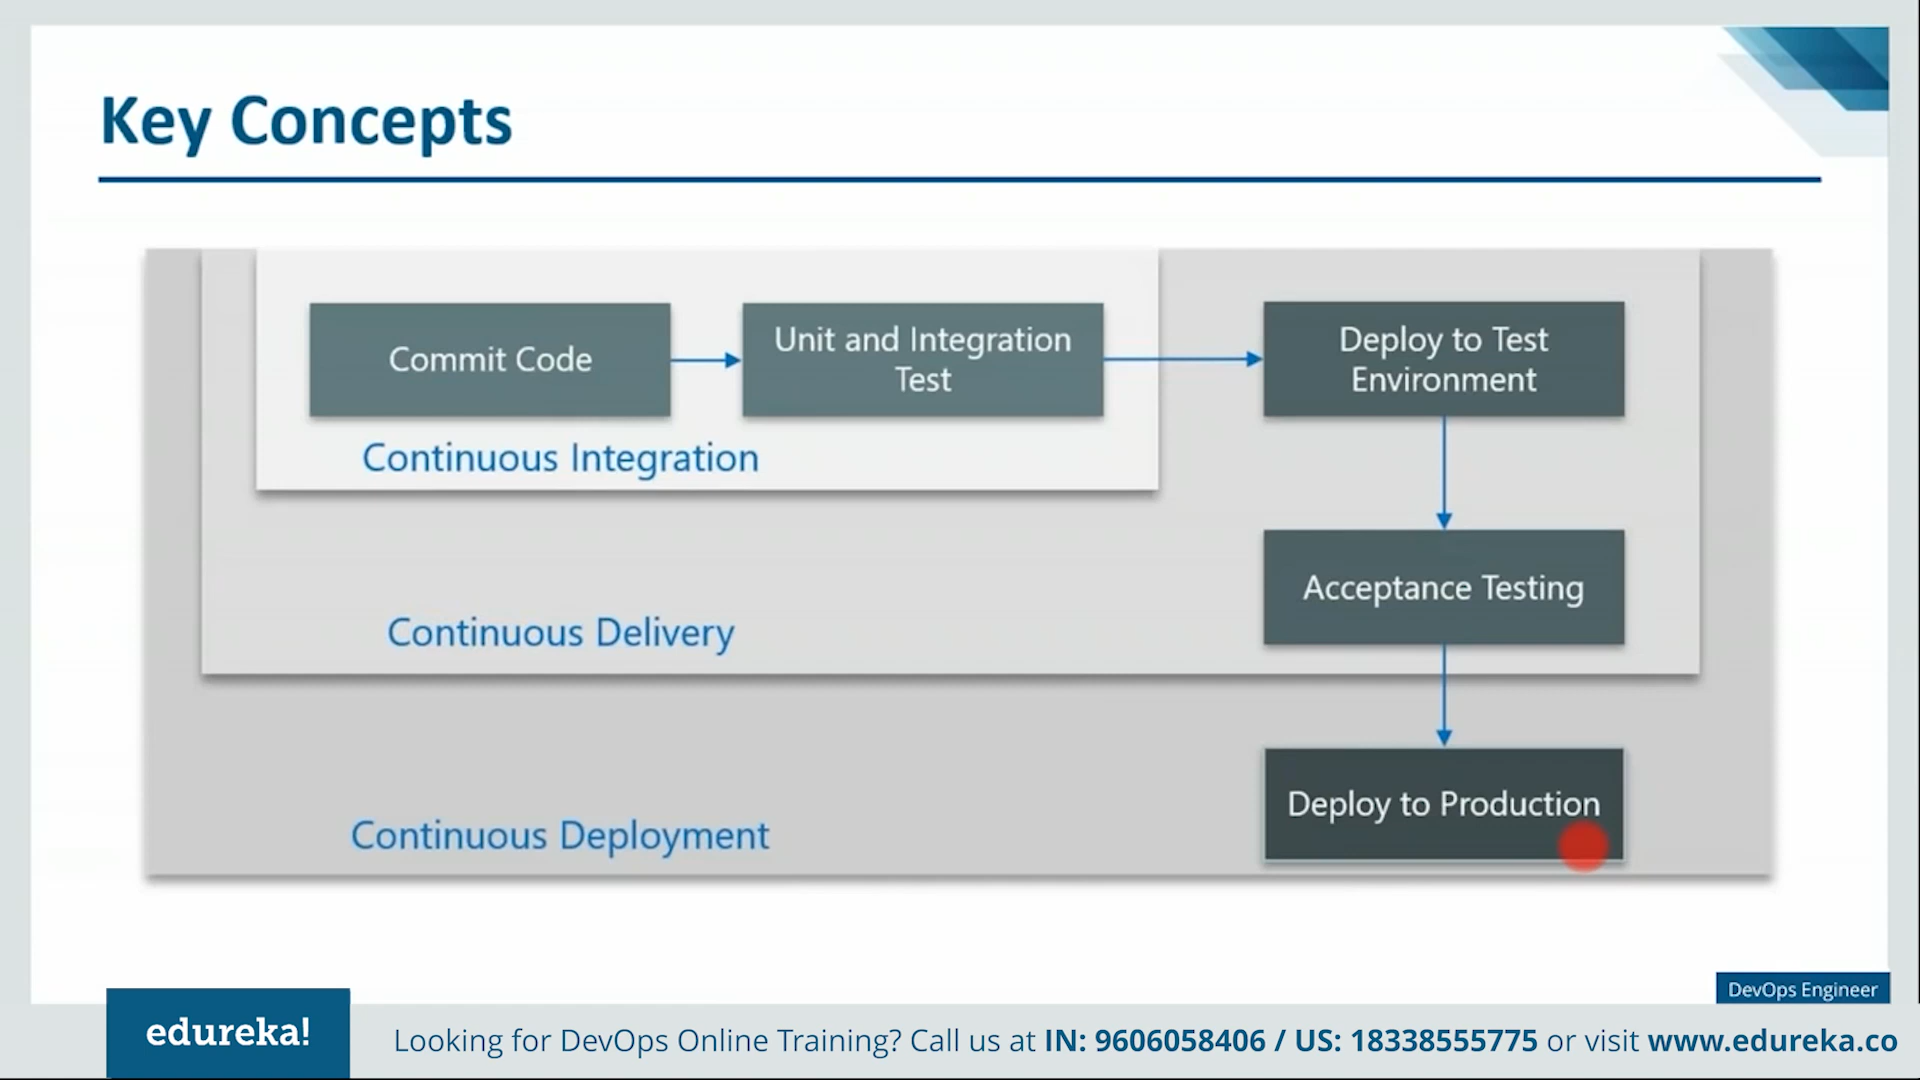 Key Concepts
Commit Code
Unit and Integration
Test
Deploy to Test
Environment
Continuous Integration
Acceptance Testing
Continuous Delivery
Deploy to Production
Continuous Deployment
DevOps Engineer
edureka!
Looking for DevOps Online Training? Call us at IN: 9606058406 / US: 18338555775 or visit www.edureka.co